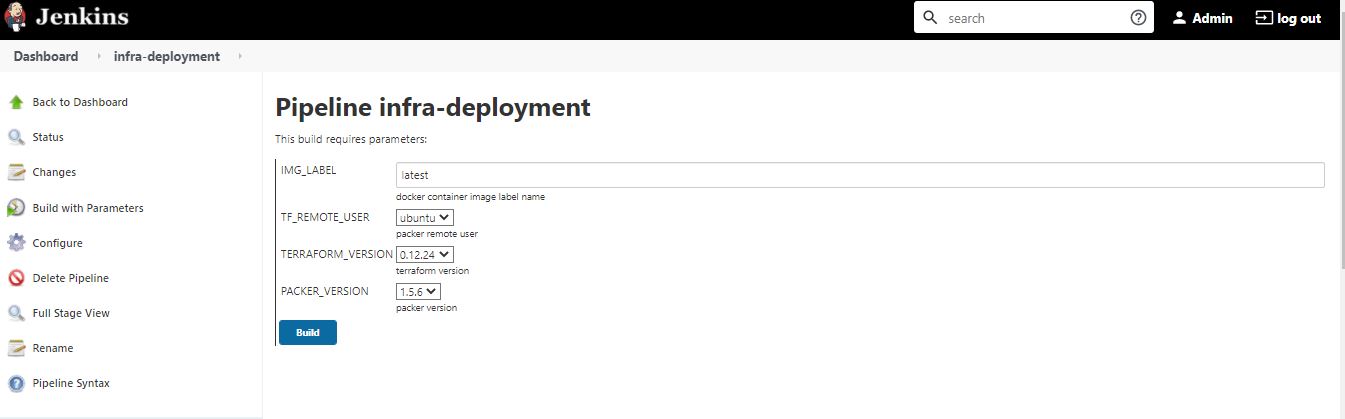 Jenkins
search
Admin
log out
Dashboard
infra-deployment
Back to Dashboard
Status
Changes
Build with Parameters
Configure
Delete Pipeline
Full Stage View
Rename
Pipeline Syntax
Pipeline infra-deployment
This build requires parameters:
IMG_LABEL
latest
docker container image label name
TF_REMOTE_USER
ubuntu
packer remote user
TERRAFORM_VERSION
0.12.24
terraform version
PACKER_VERSION
1.5.6
packer version
Build